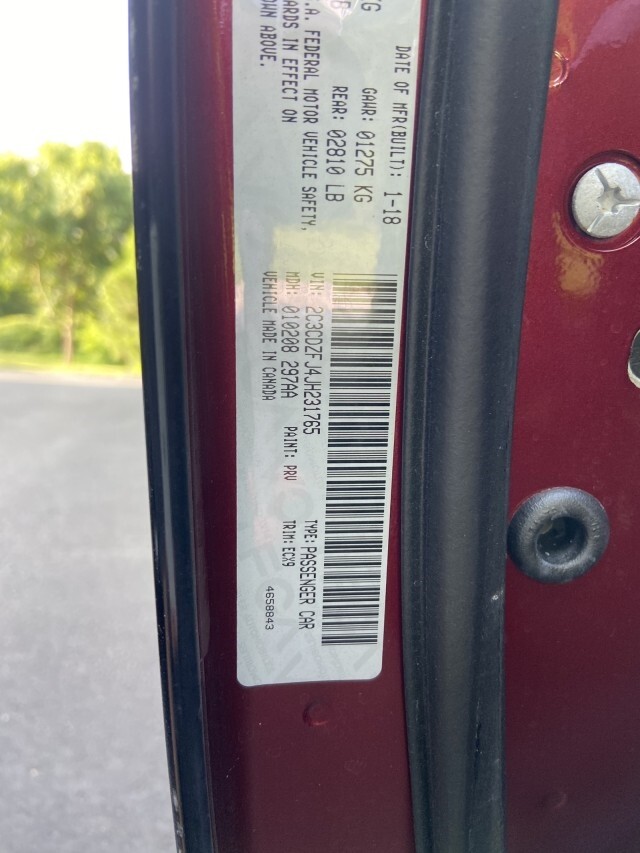 DATE OF MFR(BUILT): 1-18
GAWR: 01275 KG
REAR: 02810 LB
.A. FEDERAL MOTOR VEHICLE SAFETY,
ARDS IN EFFECT ON
OWN ABOVE.
VIN: 2C3CDZFJ4JH231765
TYPE: PASSENGER CAR
MDH: 010208 297AA PAINT: PRV
TRIM: ECX9
VEHICLE MADE IN CANADA
4658843